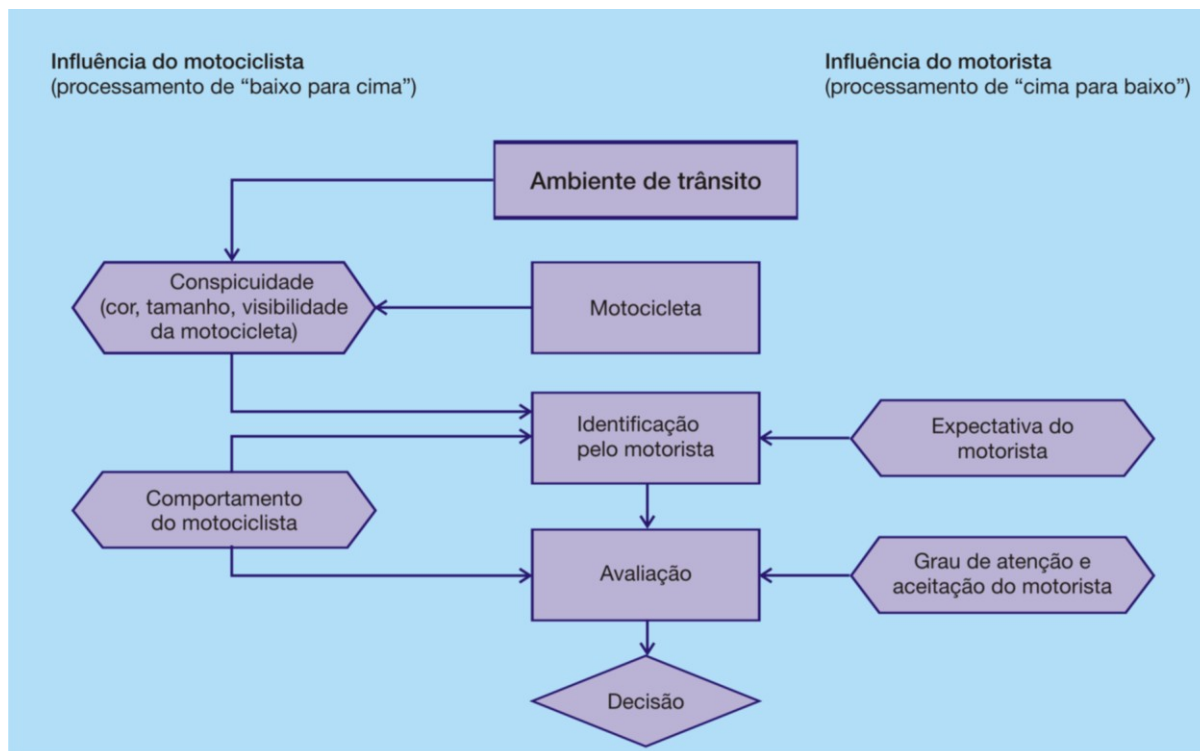 Influência do motociclista
(processamento de “baixo para cima”)
Influência do motorista
(processamento de “cima para baixo”)
Ambiente de trânsito
Conspicuidade
(cor, tamanho, visibilidade
da motocicleta)
Motocicleta
Identificação
pelo motorista
Expectativa do
motorista
Comportamento
do motociclista
Avaliação
Grau de atenção e
aceitação do motorista
Decisão